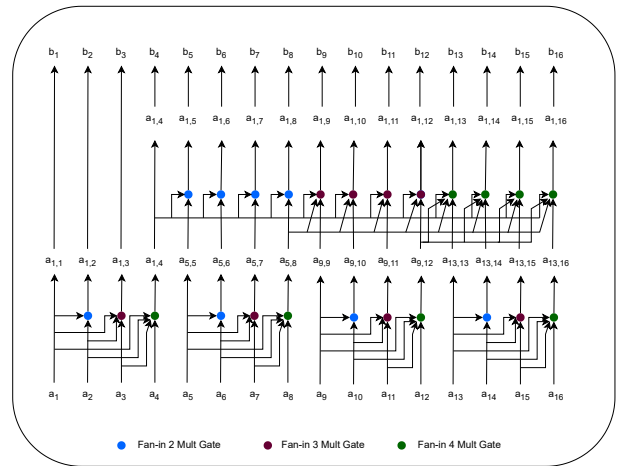 b1 b2 b3 b4 b5 b6 b7 b8 b9 b10 b11 b12 b13 b14 b15 b16
a1,4 a1,5 a1,6 a1,7 a1,8 a1,9 a1,10 a1,11 a1,12 a1,13 a1,14 a1,15 a1,16
a1,1 a1,2 a1,3 a1,4 a5,5 a5,6 a5,7 a5,8 a9,9 a9,10 a9,11 a9,12 a13,13 a13,14 a13,15 a13,16
a1 a2 a3 a4 a5 a6 a7 a8 a9 a10 a11 a12 a13 a14 a15 a16
Fan-in 2 Mult Gate Fan-in 3 Mult Gate Fan-in 4 Mult Gate